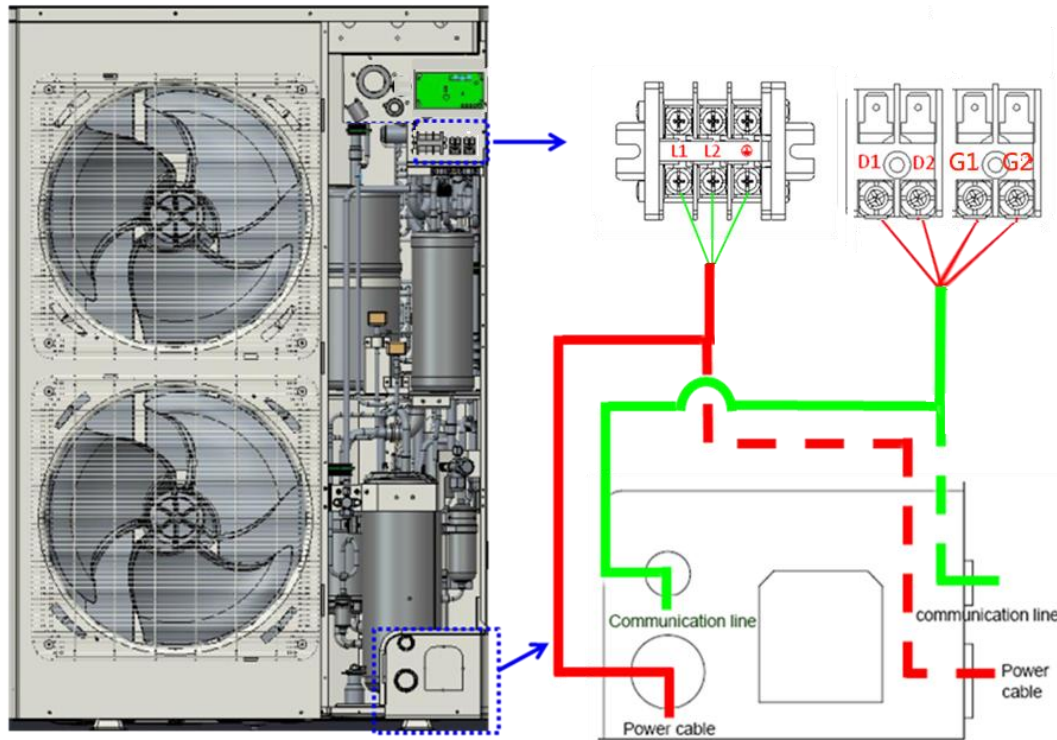 L1 L2
D1 D2 G1 G2
Communication line
Power cable
communication line
Power
cable